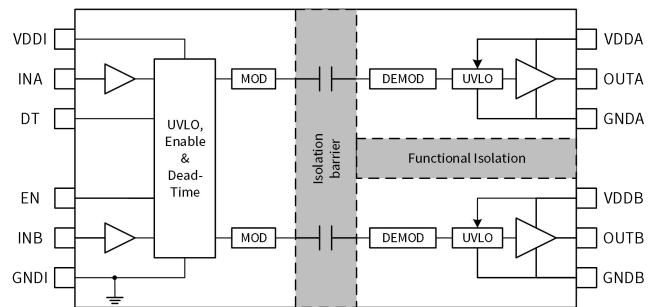 VDDI
INA
DT
EN
INB
GNDI
UVLO,
Enable
&
Dead-
Time
MOD
MOD
Isolation
barrier
DEMOD
UVLO
Functional Isolation
DEMOD
UVLO
VDDA
OUTA
GNDA
VDDB
OUTB
GNDB